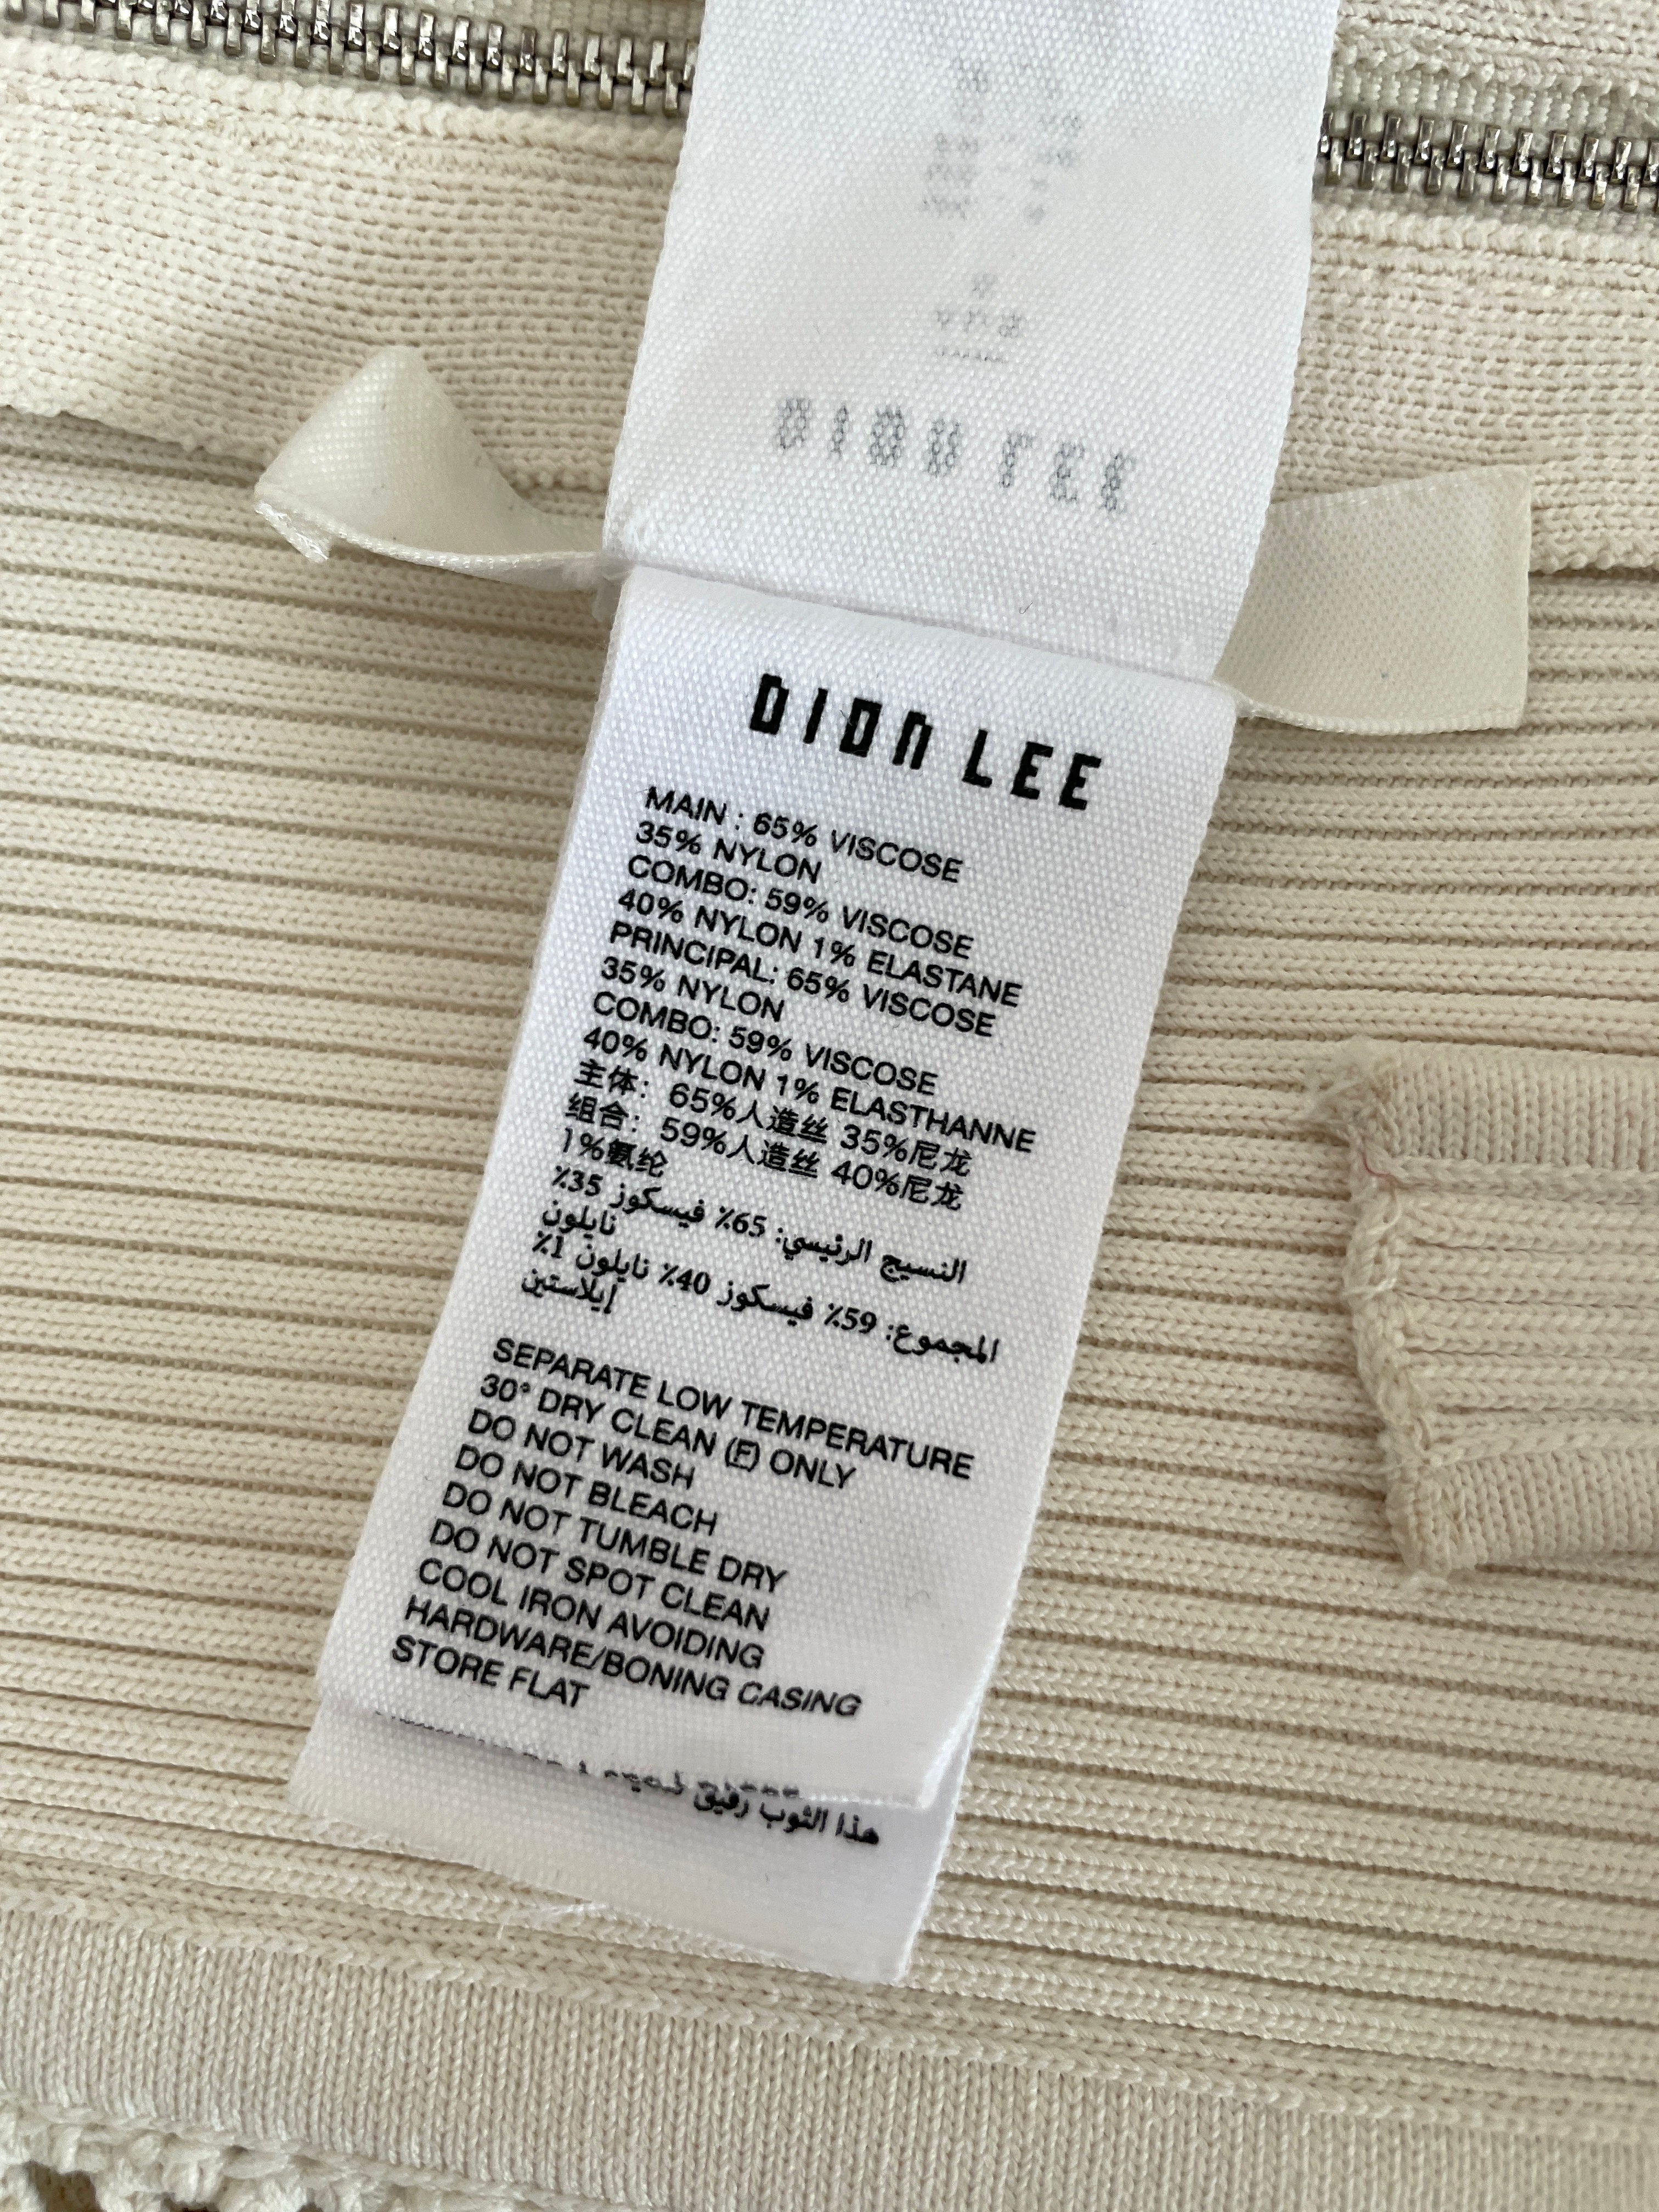 DION LEE
DION LEE
MAIN : 65% VISCOSE
35% NYLON
COMBO: 59% VISCOSE
40% NYLON 1% ELASTANE
PRINCIPAL: 65% VISCOSE
35% NYLON
COMBO: 59% VISCOSE
40% NYLON 1% ELASTHANNE
主体： 65%人造丝 35%尼龙
组合： 59%人造丝 40%尼龙
1%氨纶
النسيج الرئيسي: 65٪ فيسكوز 35٪
نايلون
المجموع: 59٪ فيسكوز 40٪ نايلون 1٪
إيلاستين
SEPARATE LOW TEMPERATURE
30° DRY CLEAN (F) ONLY
DO NOT WASH
DO NOT BLEACH
DO NOT TUMBLE DRY
DO NOT SPOT CLEAN
COOL IRON AVOIDING
HARDWARE/BONING CASING
STORE FLAT
هذا الثوب رقيق